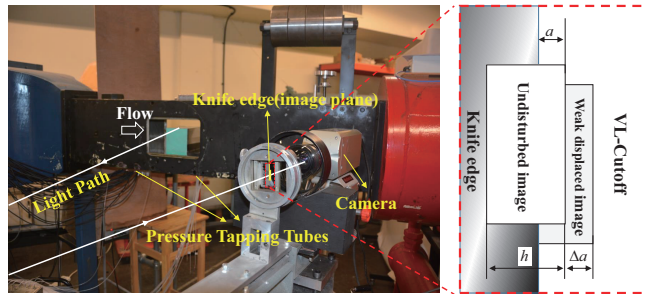 Flow
Knife edge(image plane)
Light Path
Camera
Pressure Tapping Tubes
a
Knife edge
Undisturbed image
Weak displaced image
VL-Cutoff
h
Δa